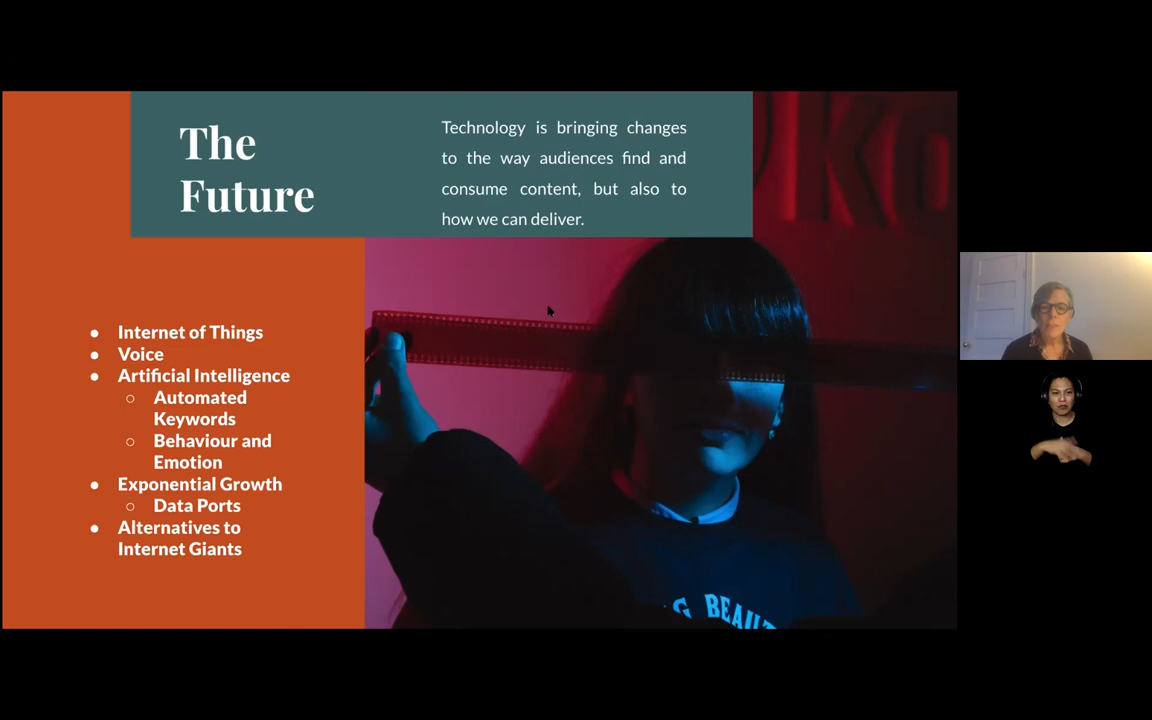 The
Future
Technology is bringing changes
to the way audiences find and
consume content, but also to
how we can deliver.
● Internet of Things
● Voice
● Artificial Intelligence
○ Automated
Keywords
○ Behaviour and
Emotion
● Exponential Growth
○ Data Ports
● Alternatives to
Internet Giants